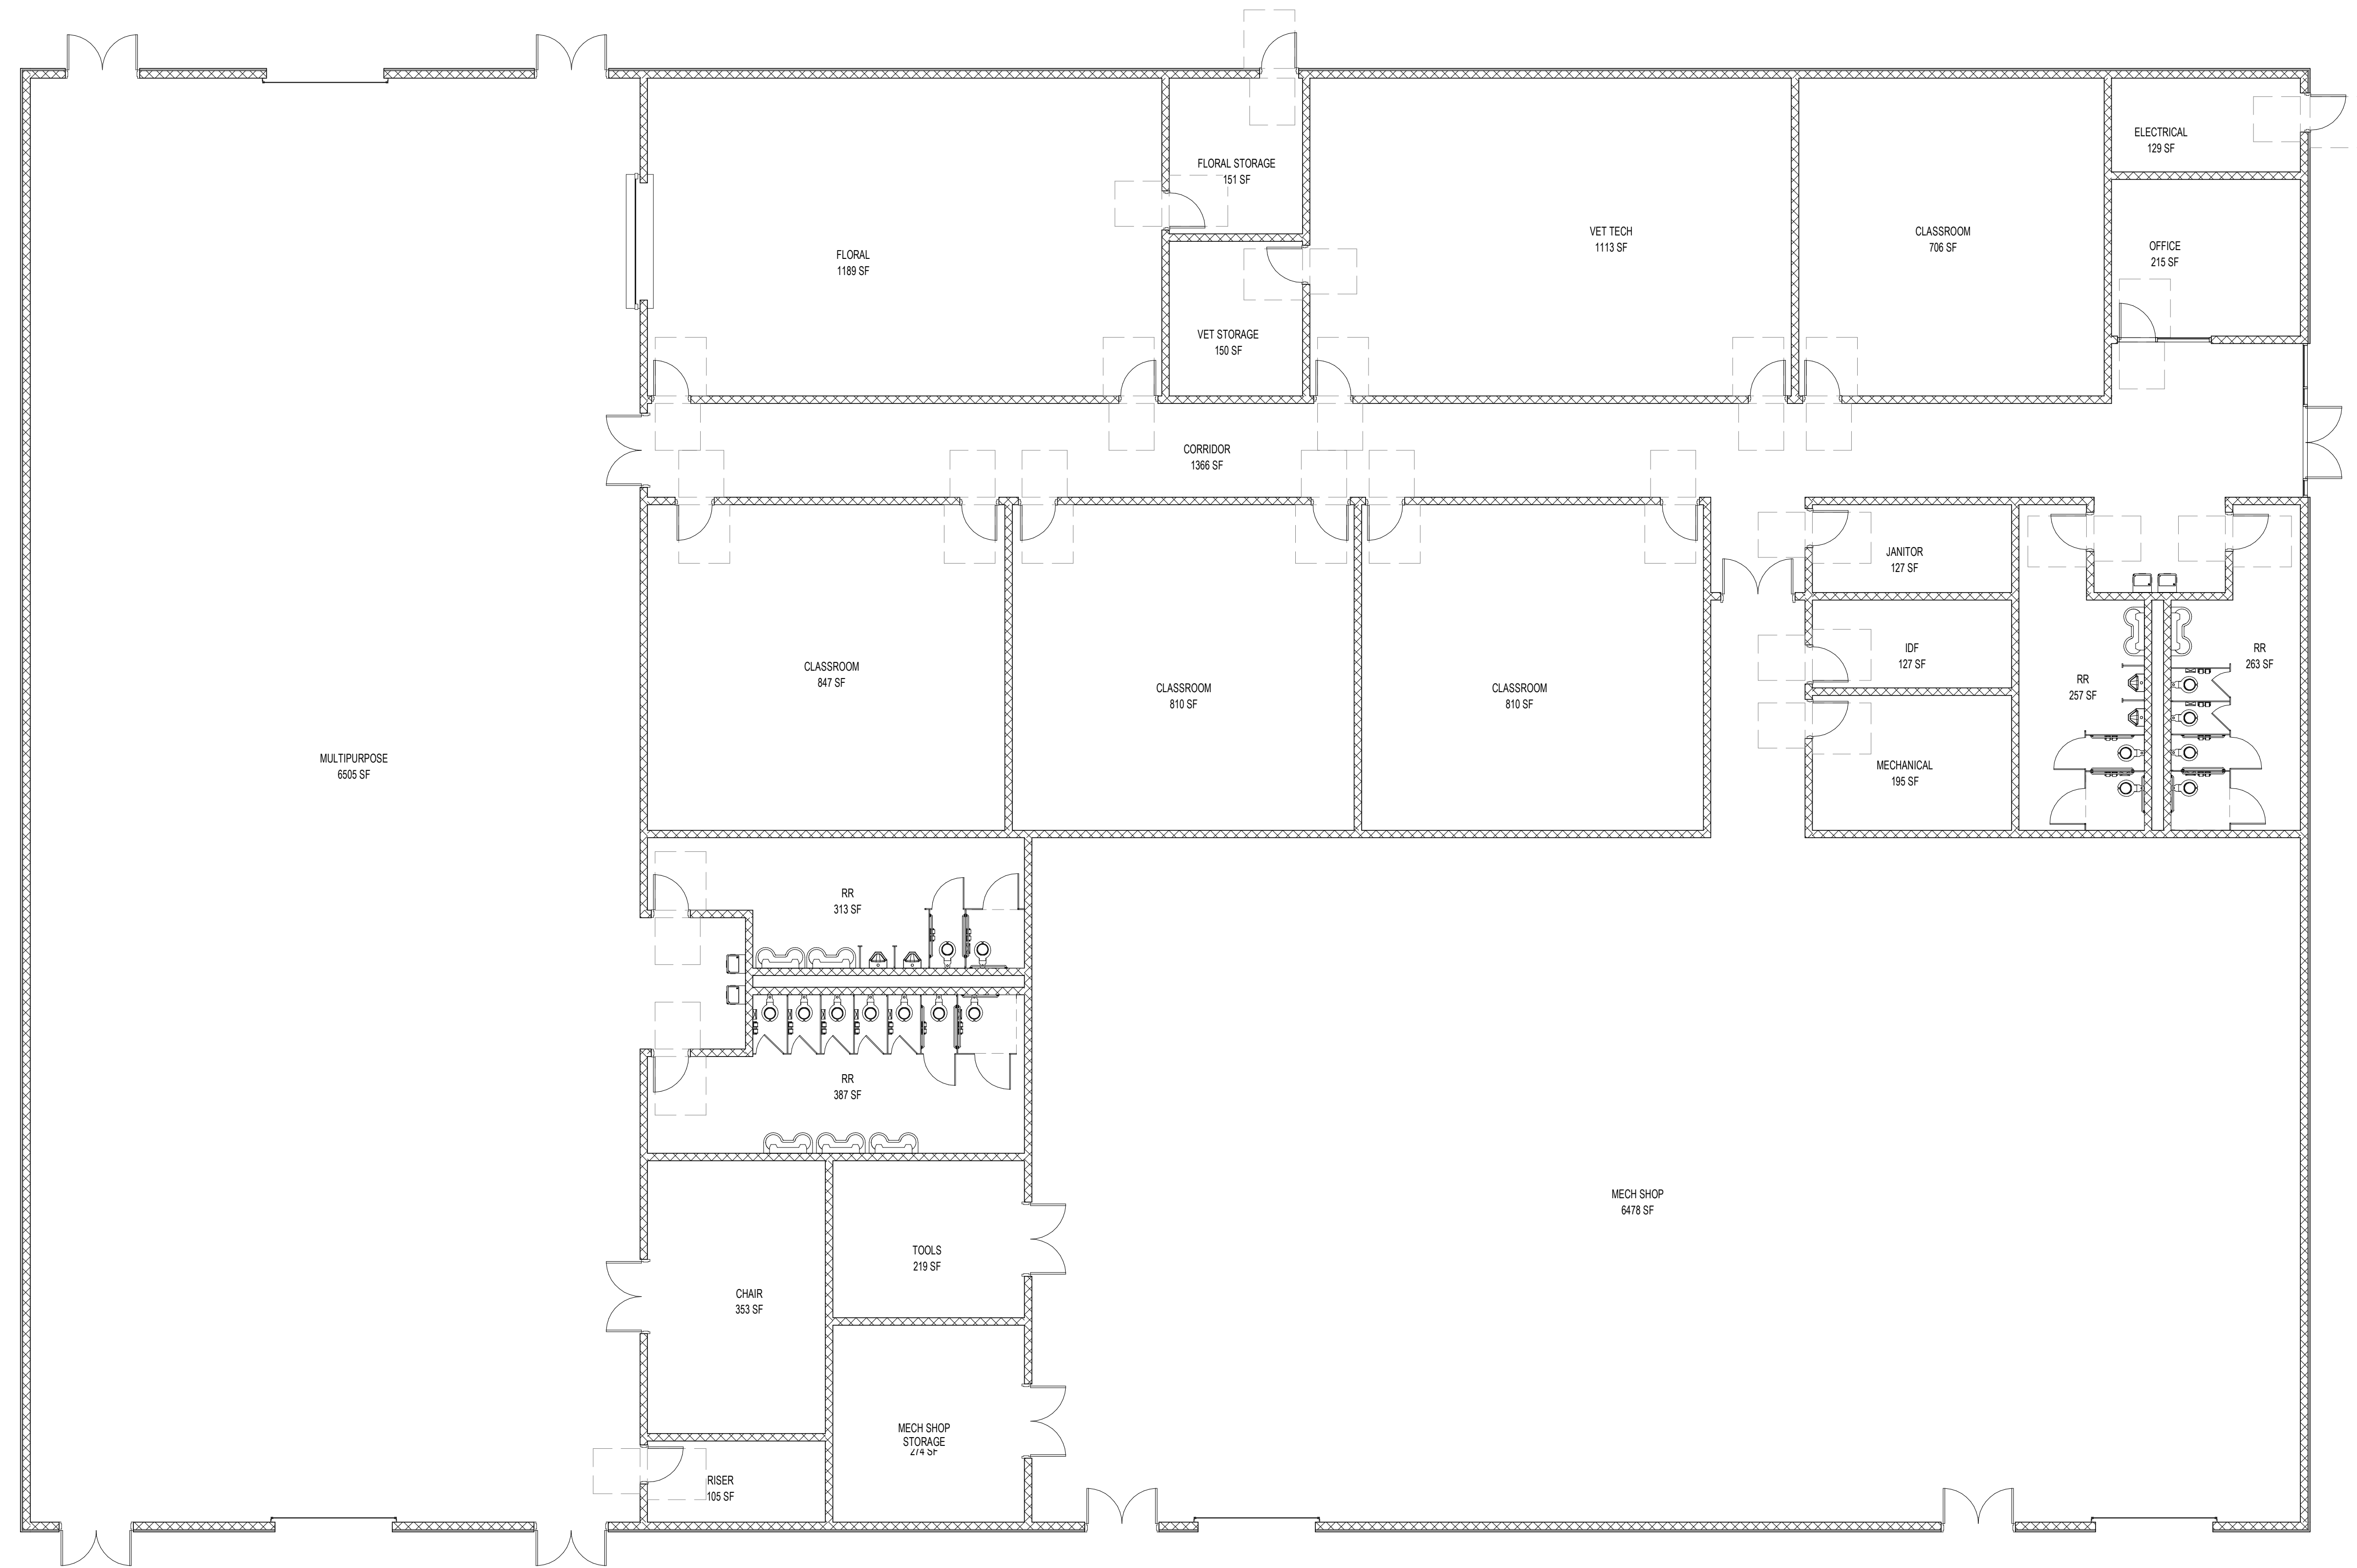 ELECTRICAL
129 SF
FLORAL STORAGE
151 SF
VET TECH
1113 SF
CLASSROOM
706 SF
OFFICE
215 SF
FLORAL
1189 SF
VET STORAGE
150 SF
CORRIDOR
1366 SF
JANITOR
127 SF
IDF
127 SF
RR
263 SF
CLASSROOM
847 SF
CLASSROOM
810 SF
CLASSROOM
810 SF
RR
257 SF
MULTIPURPOSE
6505 SF
MECHANICAL
195 SF
RR
313 SF
RR
387 SF
MECH SHOP
6478 SF
TOOLS
219 SF
CHAIR
353 SF
MECH SHOP
STORAGE
274 SF
RISER
105 SF